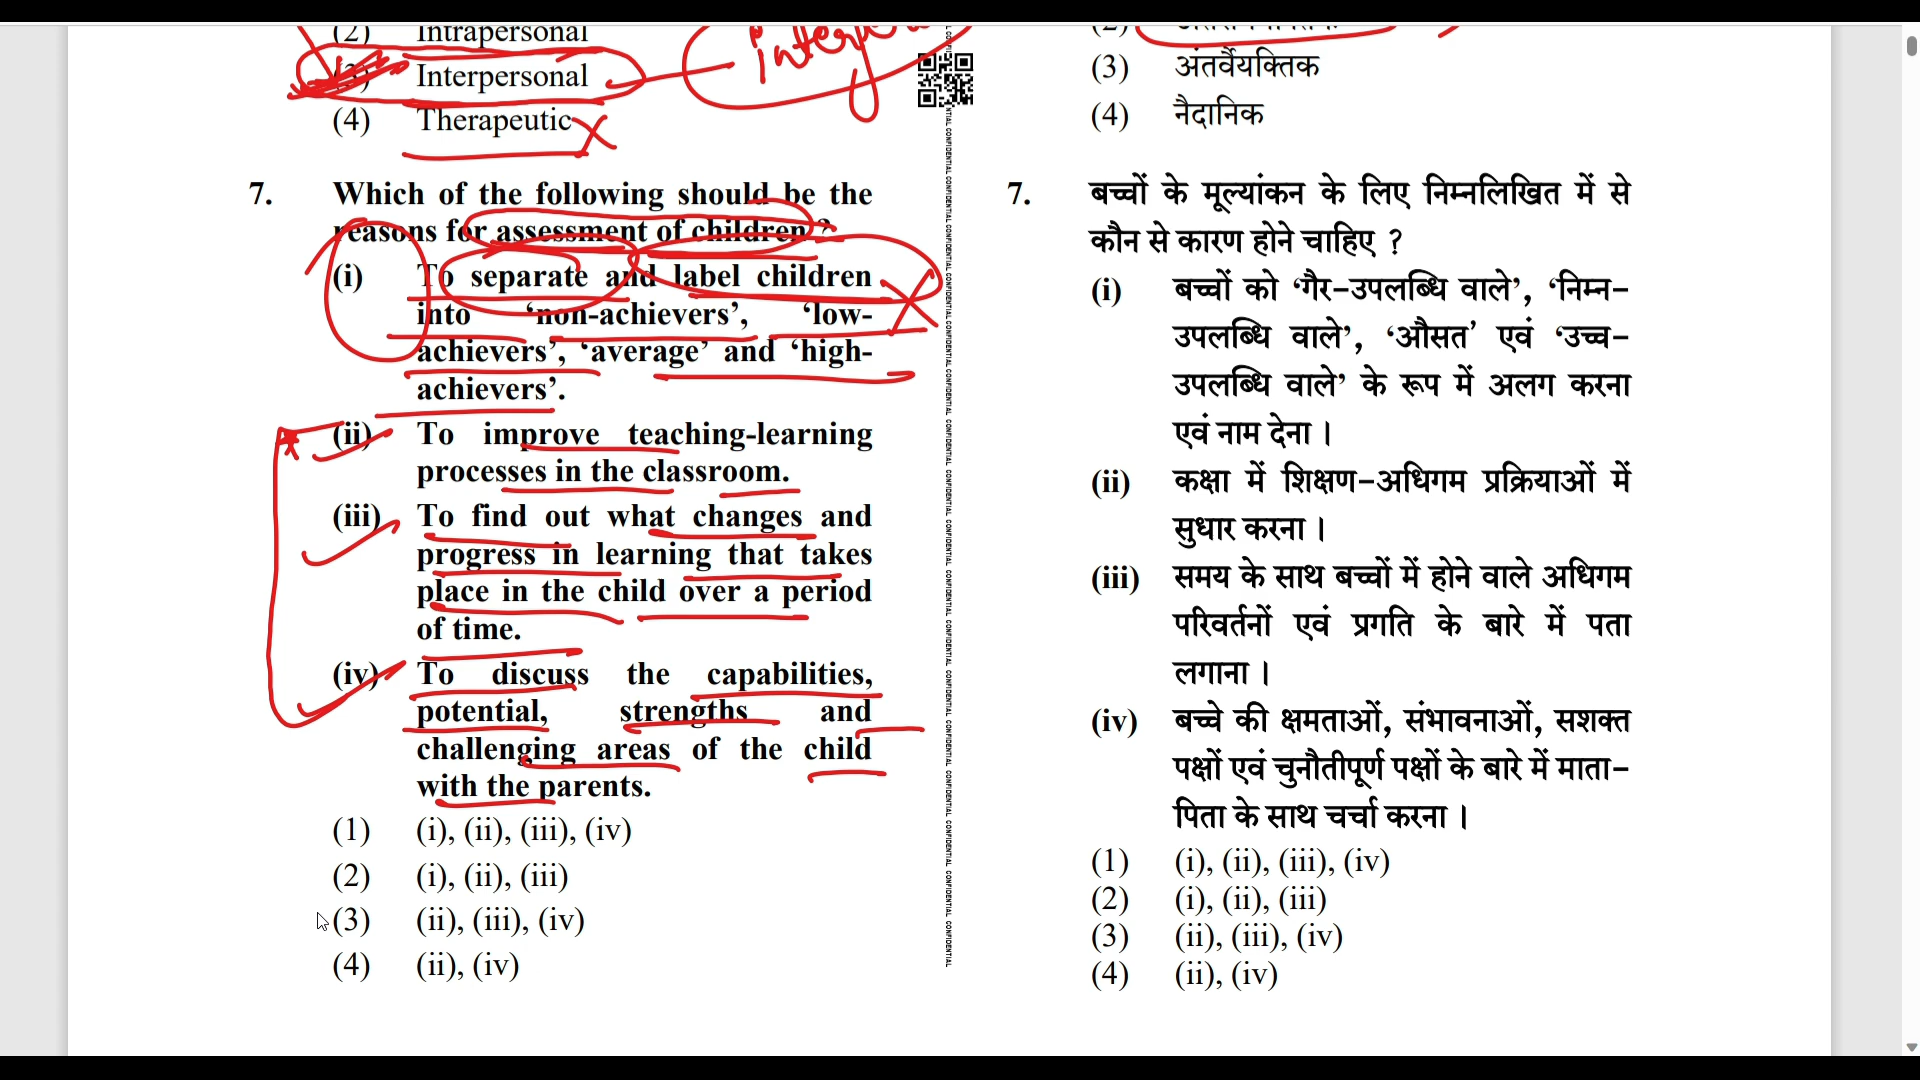 (2) Intrapersonal
(3) Interpersonal
(4) Therapeutic
7. Which of the following should be the
reasons for assessment of children ?
(i) To separate and label children
into ‘non-achievers’, ‘low-
achievers’, ‘average’ and ‘high-
achievers’.
(ii) To improve teaching-learning
processes in the classroom.
(iii) To find out what changes and
progress in learning that takes
place in the child over a period
of time.
(iv) To discuss the capabilities,
potential, strengths and
challenging areas of the child
with the parents.
(1) (i), (ii), (iii), (iv)
(2) (i), (ii), (iii)
(3) (ii), (iii), (iv)
(4) (ii), (iv)
(3) अंतर्वैयक्तिक
(4) नैदानिक
7. बच्चों के मूल्यांकन के लिए निम्नलिखित में से
कौन से कारण होने चाहिए ?
(i) बच्चों को ‘गैर-उपलब्धि वाले’, ‘निम्न-
उपलब्धि वाले’, ‘औसत’ एवं ‘उच्च-
उपलब्धि वाले’ के रूप में अलग करना
एवं नाम देना ।
(ii) कक्षा में शिक्षण-अधिगम प्रक्रियाओं में
सुधार करना ।
(iii) समय के साथ बच्चों में होने वाले अधिगम
परिवर्तनों एवं प्रगति के बारे में पता
लगाना ।
(iv) बच्चे की क्षमताओं, संभावनाओं, सशक्त
पक्षों एवं चुनौतीपूर्ण पक्षों के बारे में माता-
पिता के साथ चर्चा करना ।
(1) (i), (ii), (iii), (iv)
(2) (i), (ii), (iii)
(3) (ii), (iii), (iv)
(4) (ii), (iv)
CONFIDENTIAL CONFIDENTIAL CONFIDENTIAL CONFIDENTIAL